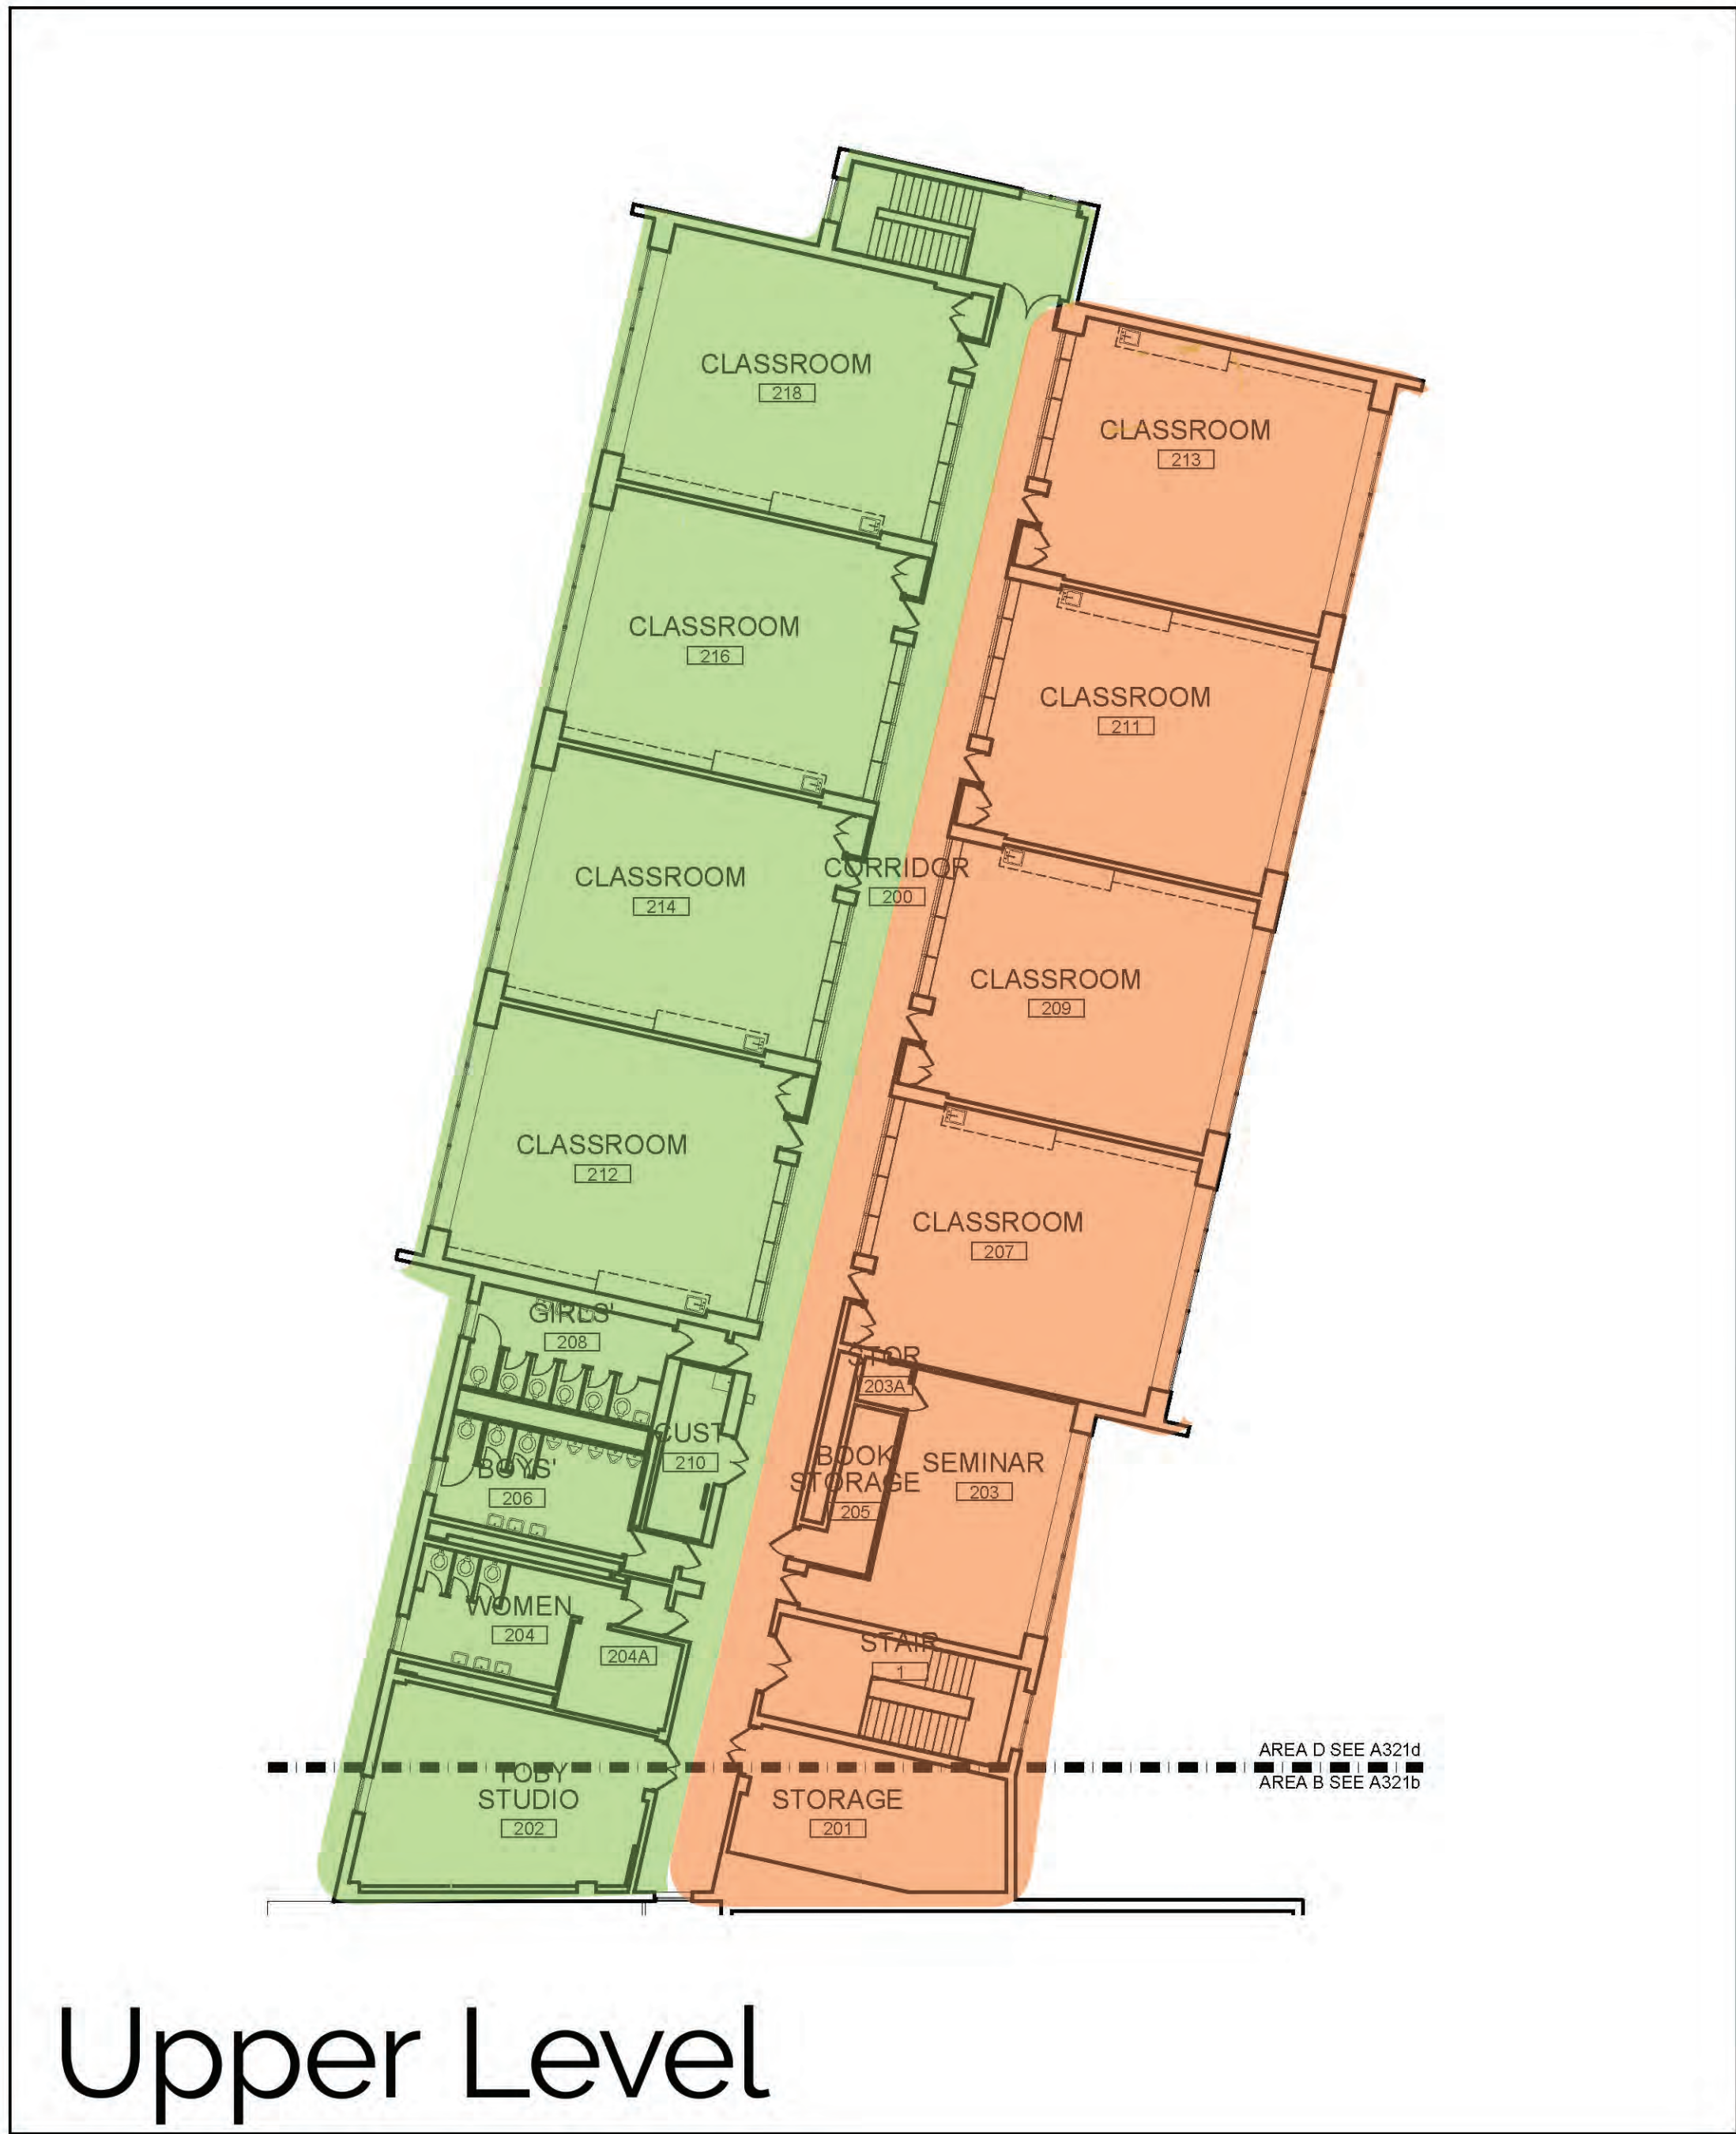 CLASSROOM
218
CLASSROOM
213
CLASSROOM
216
CLASSROOM
211
CLASSROOM
214
CORRIDOR
200
CLASSROOM
209
CLASSROOM
212
CLASSROOM
207
GIRLS'
208
STOR
203A
CUST
210
BOYS'
206
BOOK
STORAGE
205
SEMINAR
203
WOMEN
204
204A
STAIR
1
AREA D SEE A321d
AREA B SEE A321b
TOBY
STUDIO
202
STORAGE
201
Upper Level